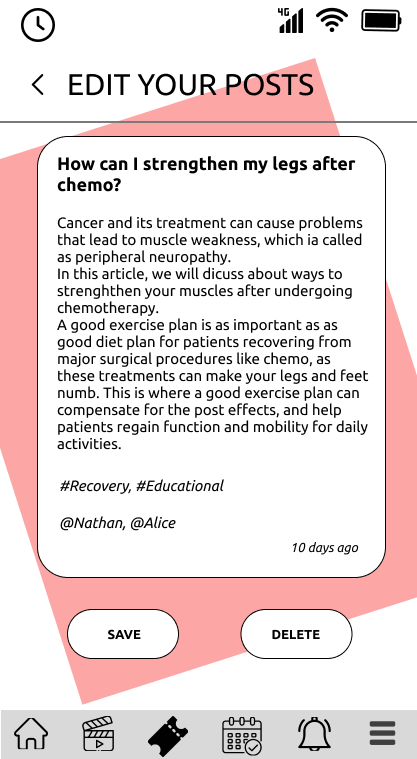 4G
EDIT YOUR POSTS
How can I strengthen my legs after
chemo?
Cancer and its treatment can cause problems
that lead to muscle weakness, which ia called
as peripheral neuropathy.
In this article, we will dicuss about ways to
strenghthen your muscles after undergoing
chemotherapy.
A good exercise plan is as important as as
good diet plan for patients recovering from
major surgical procedures like chemo, as
these treatments can make your legs and feet
numb. This is where a good exercise plan can
compensate for the post effects, and help
patients regain function and mobility for daily
activities.
#Recovery, #Educational
@Nathan, @Alice
10 days ago
SAVE
DELETE